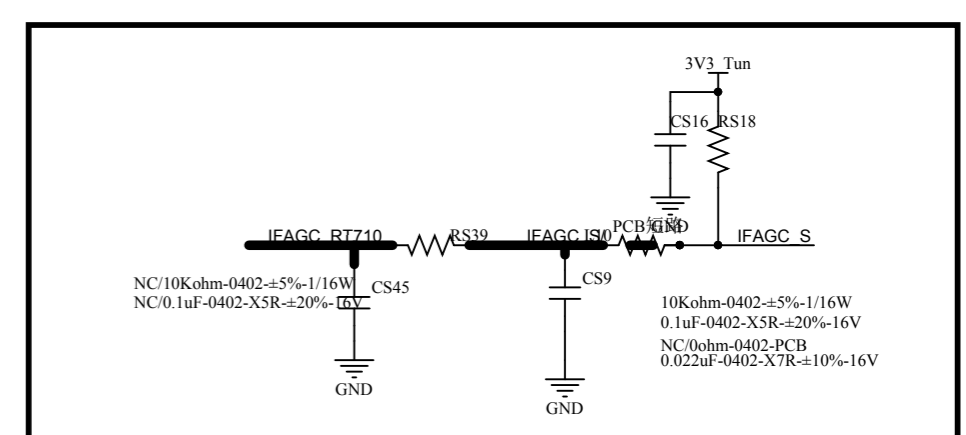 3V3_Tun
CS16 RS18
IFAGC_RT710
RS39
IFAGC_S
PCB短路
GND
IFAGC_S
NC/10Kohm-0402-±5%-1/16W
NC/0.1uF-0402-X5R-±20%-16V
CS45
CS9
10Kohm-0402-±5%-1/16W
0.1uF-0402-X5R-±20%-16V
NC/0ohm-0402-PCB
0.022uF-0402-X7R-±10%-16V
GND
GND